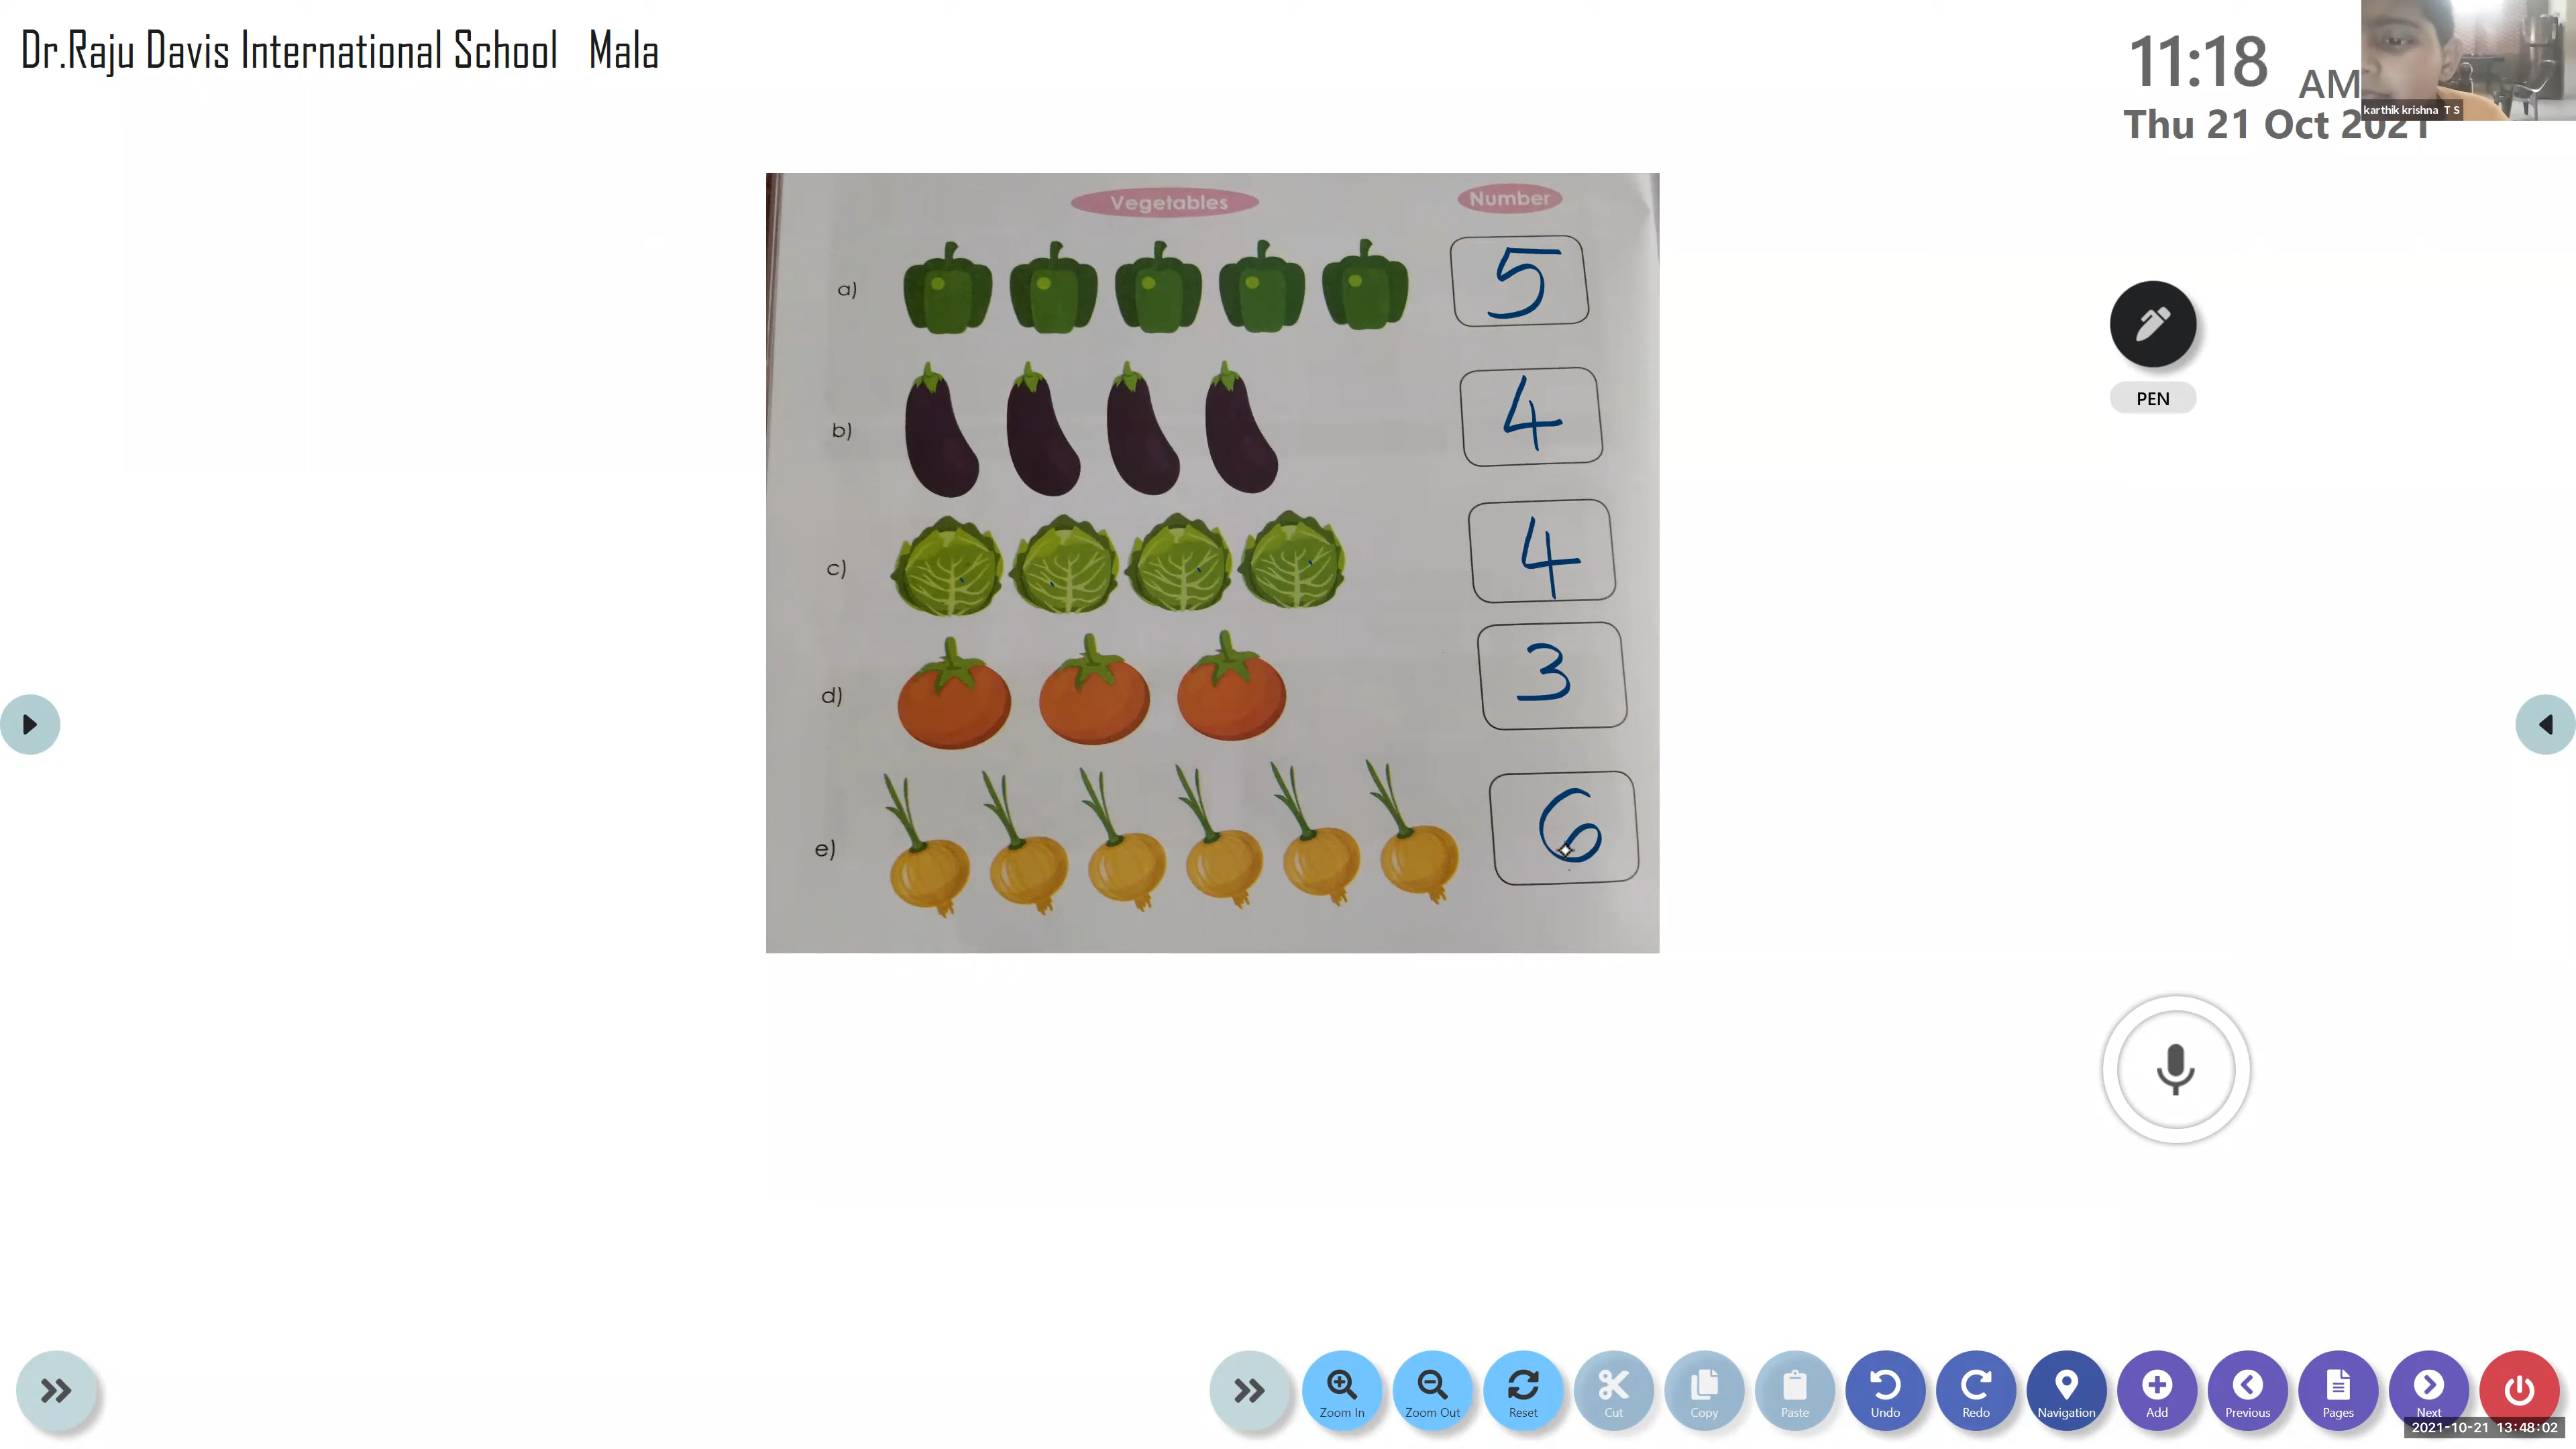 Dr.Raju Davis International School Mala
11:18 AM
karthik krishna T S
Thu 21 Oct 2021
Vegetables Number
a) 5
b) 4
c) 4
d) 3
e) 6
PEN
Zoom In Zoom Out Reset Cut Copy Paste Undo Redo Navigation Add Previous Pages Next
2021-10-21 13:48:02